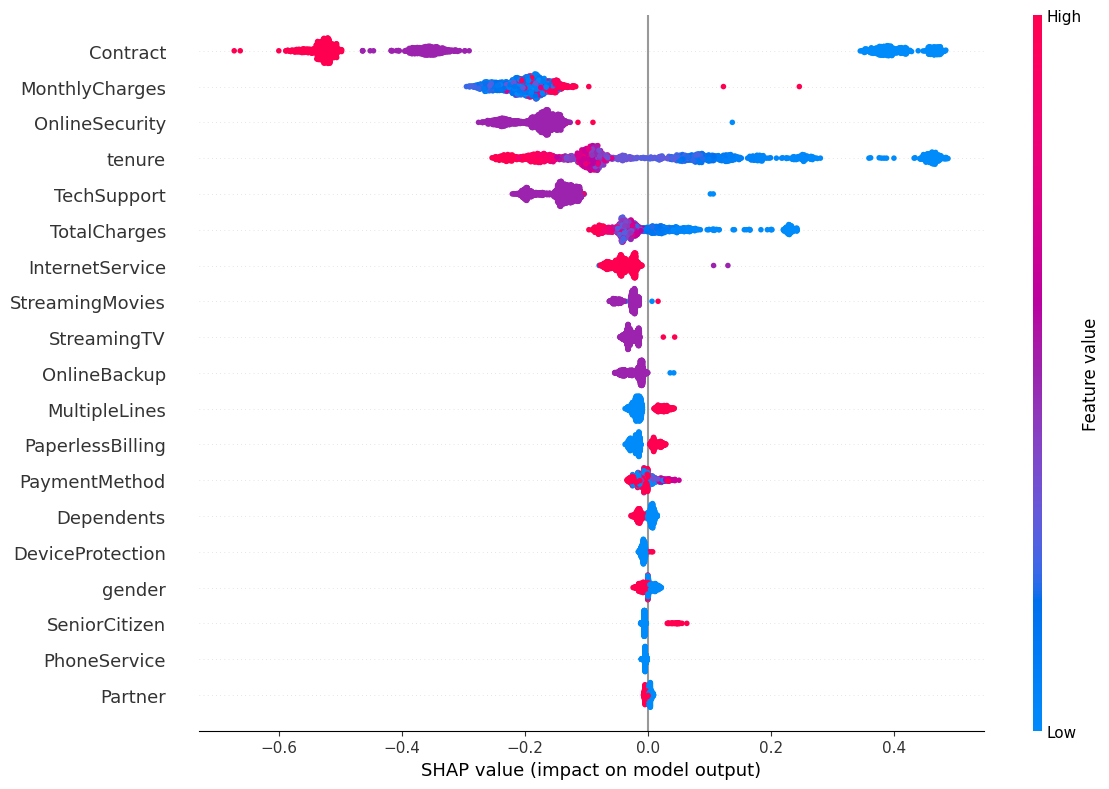 High
Contract
MonthlyCharges
OnlineSecurity
tenure
TechSupport
TotalCharges
InternetService
StreamingMovies
StreamingTV
OnlineBackup
MultipleLines
PaperlessBilling
PaymentMethod
Dependents
DeviceProtection
gender
SeniorCitizen
PhoneService
Partner
Feature value
Low
−0.6 −0.4 −0.2 0.0 0.2 0.4
SHAP value (impact on model output)